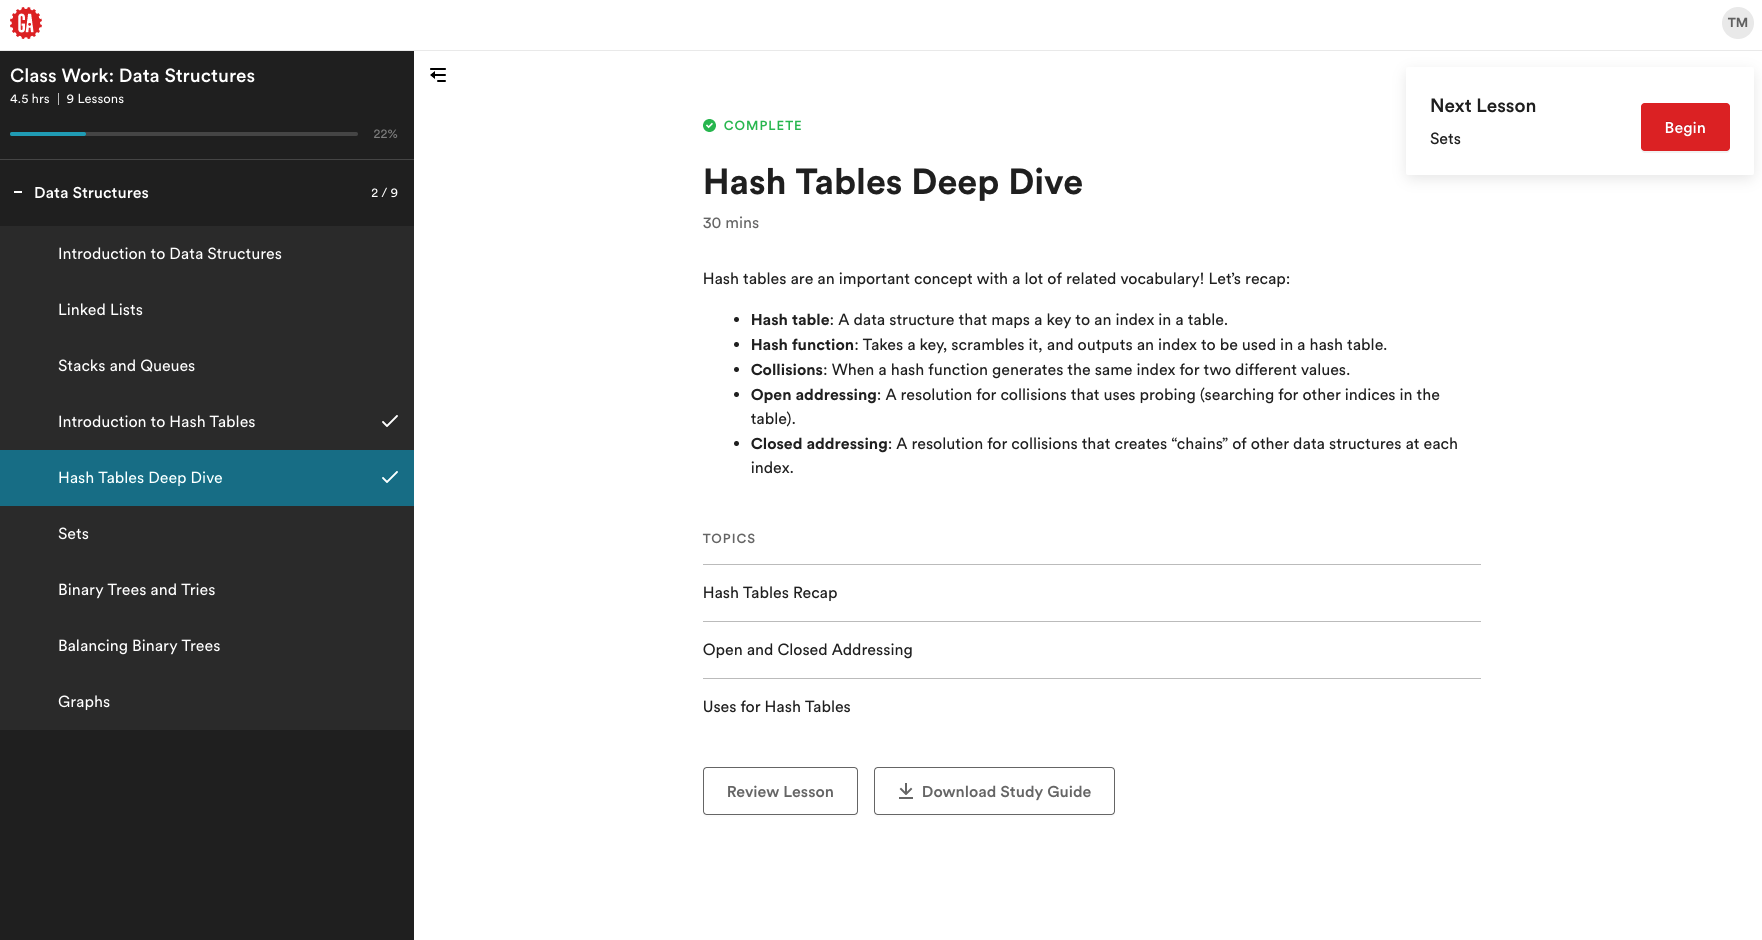 GA
TM
Class Work: Data Structures
4.5 hrs | 9 Lessons
22%
Data Structures 2 / 9
Introduction to Data Structures
Linked Lists
Stacks and Queues
Introduction to Hash Tables
Hash Tables Deep Dive
Sets
Binary Trees and Tries
Balancing Binary Trees
Graphs
COMPLETE
Hash Tables Deep Dive
30 mins
Hash tables are an important concept with a lot of related vocabulary! Let’s recap:
• Hash table: A data structure that maps a key to an index in a table.
• Hash function: Takes a key, scrambles it, and outputs an index to be used in a hash table.
• Collisions: When a hash function generates the same index for two different values.
• Open addressing: A resolution for collisions that uses probing (searching for other indices in the
table).
• Closed addressing: A resolution for collisions that creates “chains” of other data structures at each
index.
TOPICS
Hash Tables Recap
Open and Closed Addressing
Uses for Hash Tables
Review Lesson
Download Study Guide
Next Lesson
Sets
Begin